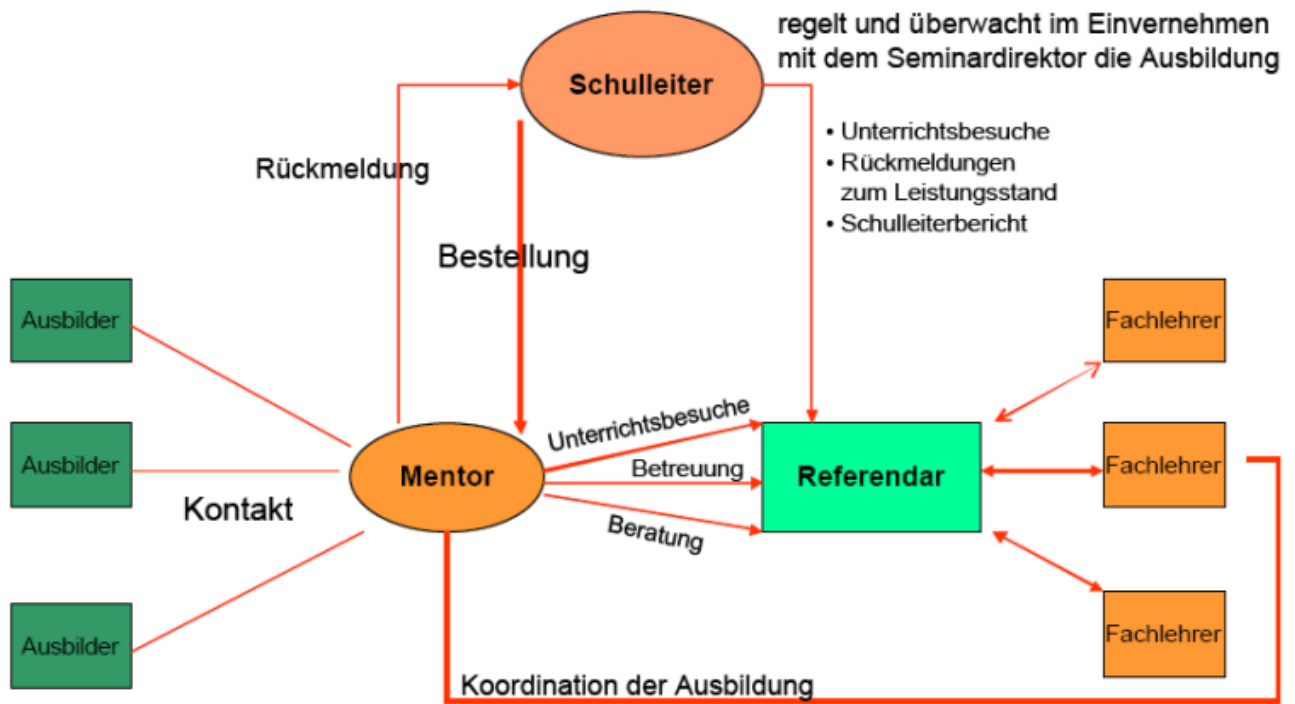 regelt und überwacht im Einvernehmen
mit dem Seminardirektor die Ausbildung
Schulleiter
• Unterrichtsbesuche
• Rückmeldungen
zum Leistungsstand
• Schulleiterbericht
Rückmeldung
Bestellung
Ausbilder
Fachlehrer
Unterrichtsbesuche
Ausbilder
Mentor
Betreuung
Referendar
Fachlehrer
Kontakt
Beratung
Ausbilder
Fachlehrer
Koordination der Ausbildung